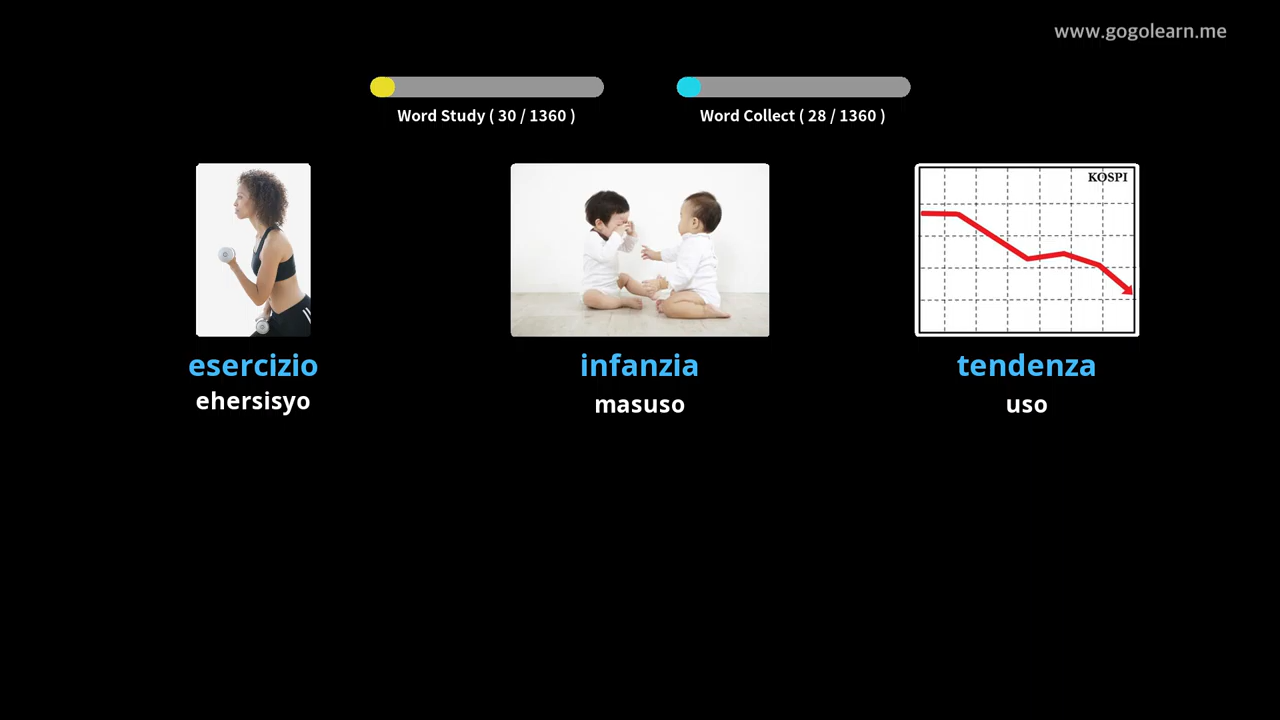 www.gogolearn.me
Word Study ( 30 / 1360 )
Word Collect ( 28 / 1360 )
KOSPI
esercizio
ehersisyo
infanzia
masuso
tendenza
uso